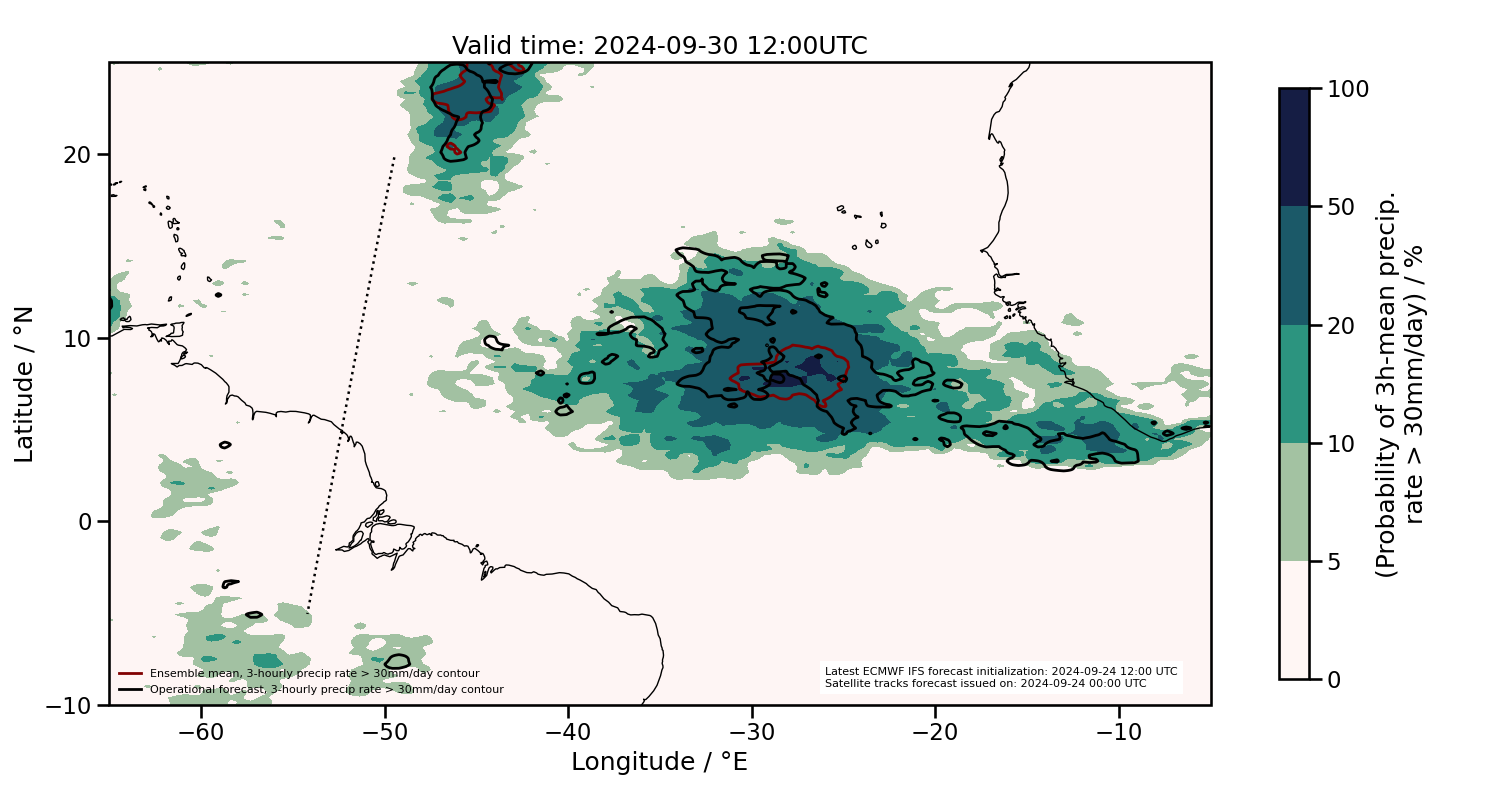 Valid time: 2024-09-30 12:00UTC
Latitude / °N
20
10
0
−10
−60
−50
−40
−30
−20
−10
Longitude / °E
Ensemble mean, 3-hourly precip rate > 30mm/day contour
Operational forecast, 3-hourly precip rate > 30mm/day contour
Latest ECMWF IFS forecast initialization: 2024-09-24 12:00 UTC
Satellite tracks forecast issued on: 2024-09-24 00:00 UTC
100
50
20
10
5
0
(Probability of 3h-mean precip.
rate > 30mm/day) / %